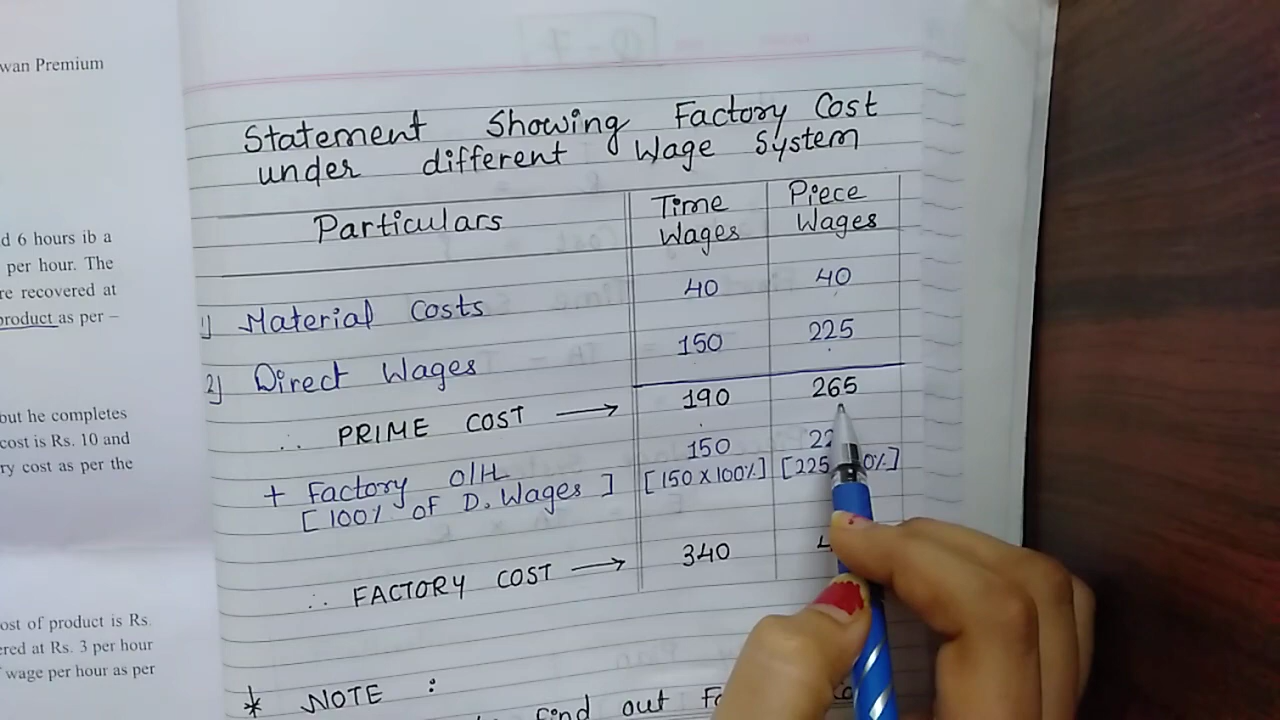 wan Premium
d 6 hours ib a
per hour. The
re recovered at
product as per –
but he completes
cost is Rs. 10 and
ry cost as per the
ost of product is Rs.
ered at Rs. 3 per hour
wage per hour as per
Statement Showing Factory Cost
under different Wage System
Particulars Time Wages Piece Wages
1) Material Costs 40 40
2) Direct Wages 150 225
∴ PRIME COST → 190 265
+ Factory O/H 150
[100% of D. Wages] [150 x 100%] [225 0%]
∴ FACTORY COST → 340
* NOTE :
find out